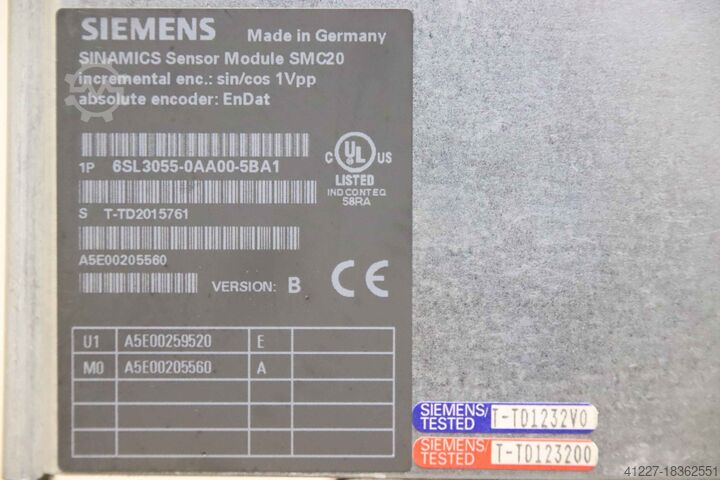 SIEMENS Made in Germany
SINAMICS Sensor Module SMC20
incremental enc.: sin/cos 1Vpp
absolute encoder: EnDat
1P 6SL3055-0AA00-5BA1
C UL US
LISTED
IND CONT EQ
58RA
S T-TD2015761
A5E00205560
VERSION: B CE
U1 A5E00259520 E
M0 A5E00205560 A
SIEMENS/
TESTED T-TD1232V0
SIEMENS/
TESTED T-TD123200
41227-18362551